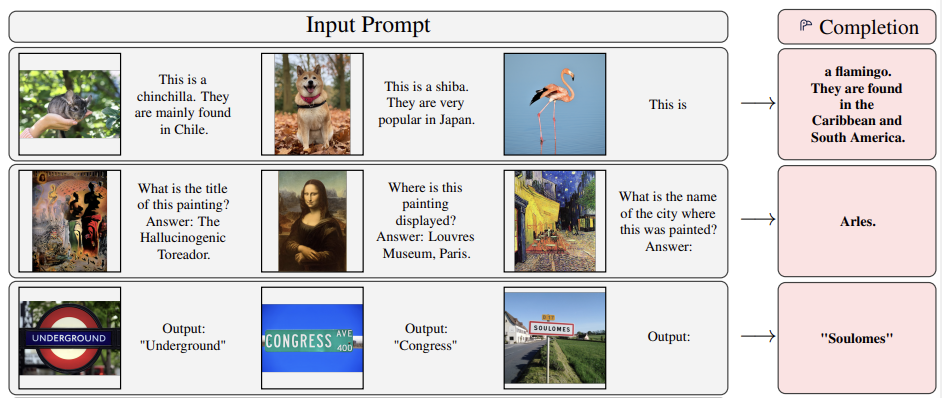 Input Prompt
Completion
This is a
chinchilla. They
are mainly found
in Chile.
This is a shiba.
They are very
popular in Japan.
This is
a flamingo.
They are found
in the
Caribbean and
South America.
What is the title
of this painting?
Answer: The
Hallucinogenic
Toreador.
Where is this
painting
displayed?
Answer: Louvres
Museum, Paris.
What is the name
of the city where
this was painted?
Answer:
Arles.
UNDERGROUND
Output:
"Underground"
CONGRESS AVE
400
Output:
"Congress"
SOULOMES
Output:
"Soulomes"